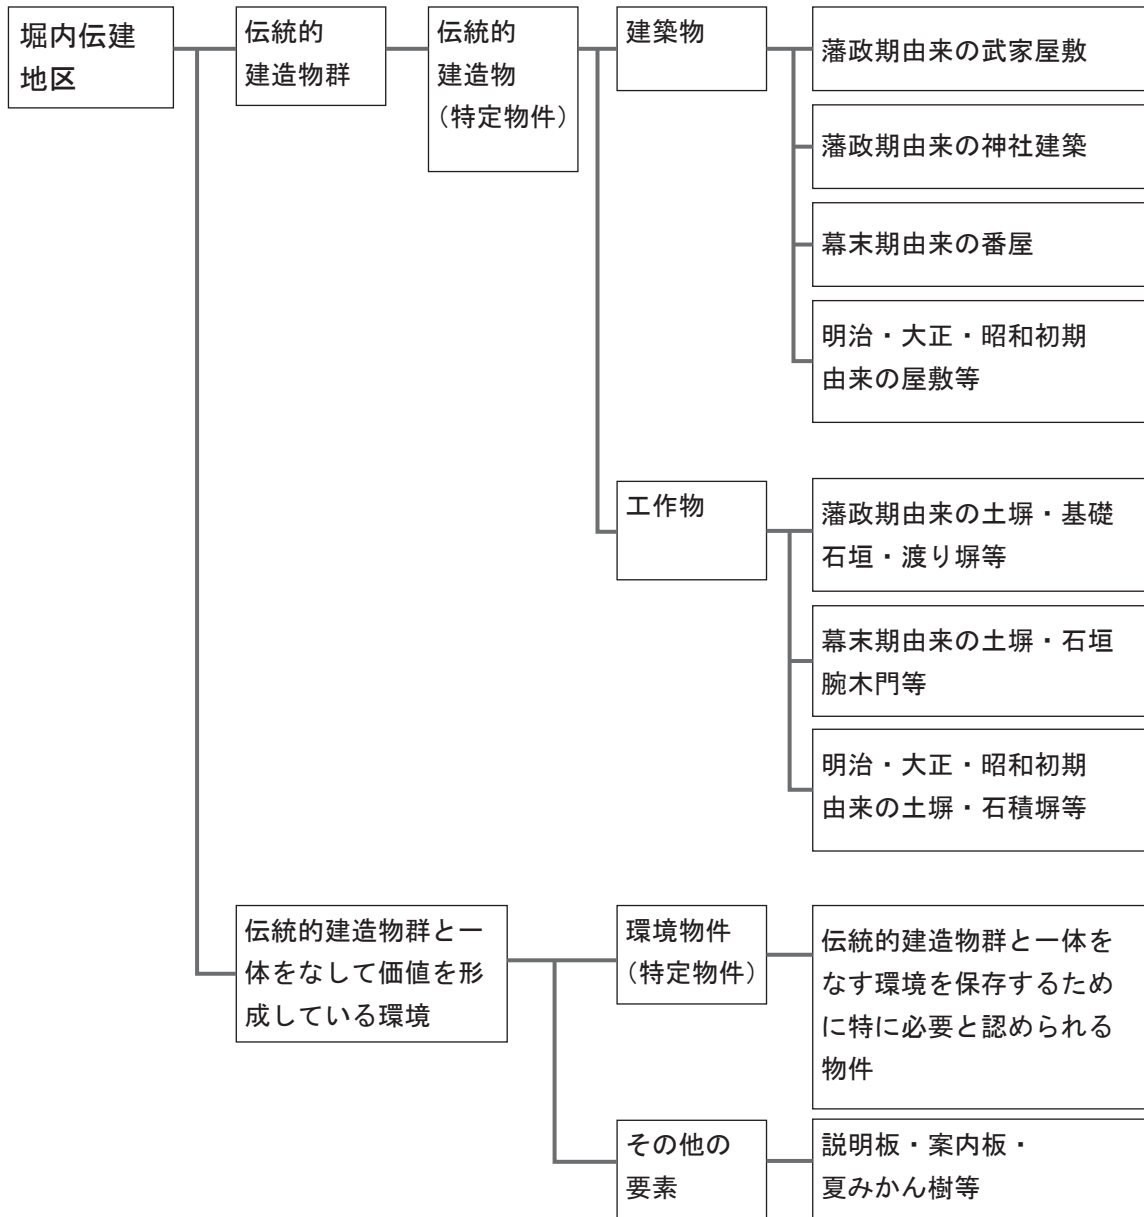 堀内伝建
地区
伝統的
建造物群
伝統的
建造物
（特定物件）
建築物
藩政期由来の武家屋敷
藩政期由来の神社建築
幕末期由来の番屋
明治・大正・昭和初期
由来の屋敷等
工作物
藩政期由来の土塀・基礎
石垣・渡り塀等
幕末期由来の土塀・石垣
腕木門等
明治・大正・昭和初期
由来の土塀・石積塀等
伝統的建造物群と一
体をなして価値を形
成している環境
環境物件
（特定物件）
伝統的建造物群と一体を
なす環境を保存するため
に特に必要と認められる
物件
その他の
要素
説明板・案内板・
夏みかん樹等